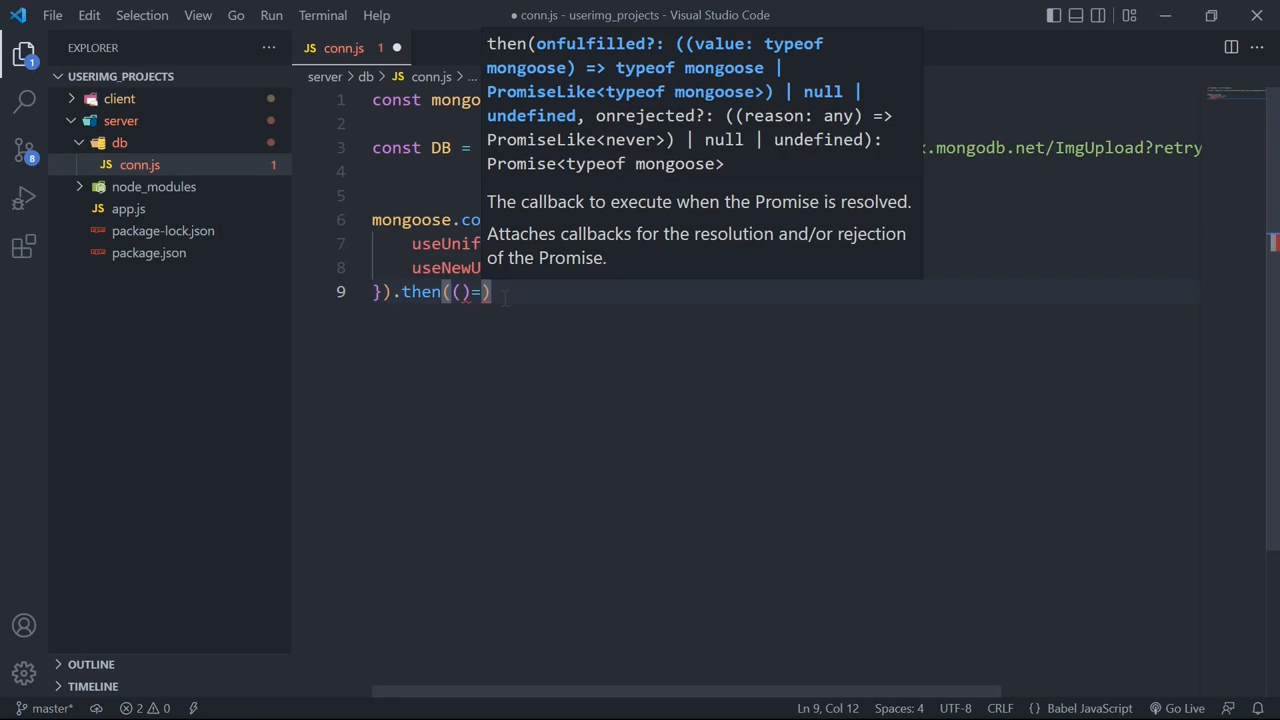 File Edit Selection View Go Run Terminal Help
● conn.js - userimg_projects - Visual Studio Code
EXPLORER
USERIMG_PROJECTS
client
server
db
JS conn.js 1
node_modules
JS app.js
package-lock.json
package.json
OUTLINE
TIMELINE
1
8
JS conn.js 1
server > db > JS conn.js > ...
1 const mongo
2
3 const DB = x.mongodb.net/ImgUpload?retry
4
5
6 mongoose.co
7 useUnif
8 useNewU
9 }).then(()=)
then(onfulfilled?: ((value: typeof
mongoose) => typeof mongoose |
PromiseLike<typeof mongoose>) | null |
undefined, onrejected?: ((reason: any) =>
PromiseLike<never>) | null | undefined):
Promise<typeof mongoose>
The callback to execute when the Promise is resolved.
Attaches callbacks for the resolution and/or rejection
of the Promise.
master* 2 0 Ln 9, Col 12 Spaces: 4 UTF-8 CRLF {} Babel JavaScript Go Live